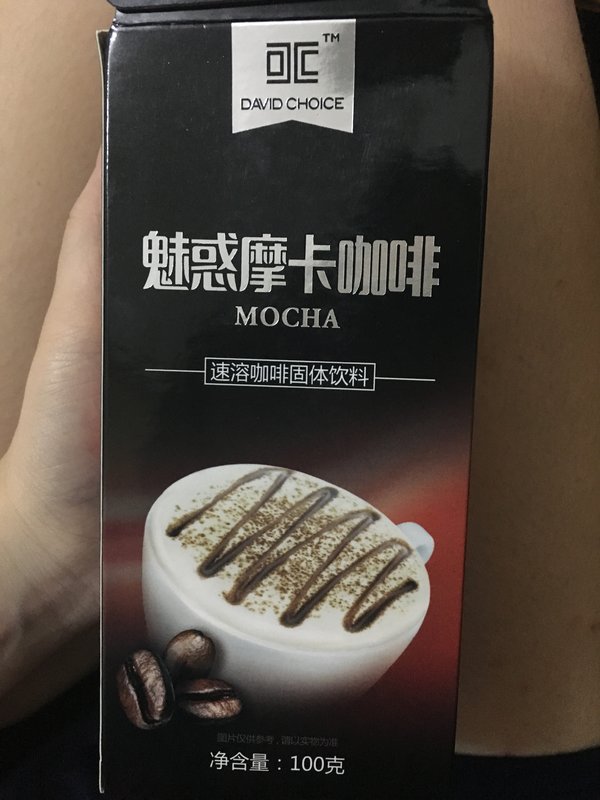 TM
DAVID CHOICE
魅惑摩卡咖啡
MOCHA
速溶咖啡固体饮料
图片仅供参考，请以实物为准
净含量：100克